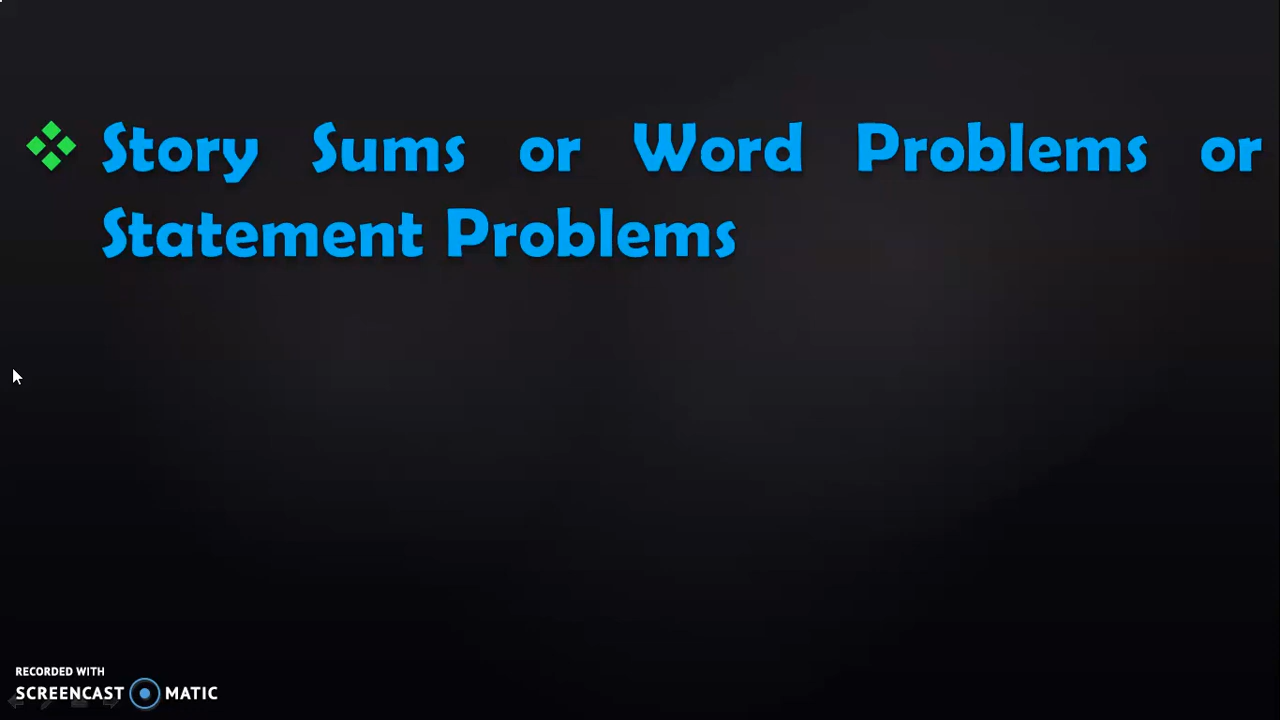 Story Sums or Word Problems or
Statement Problems
RECORDED WITH
SCREENCAST MATIC